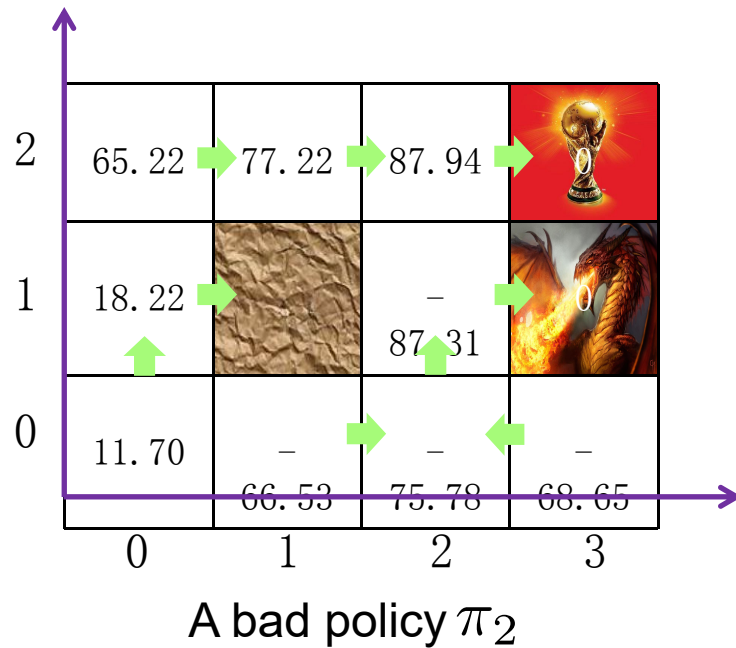 2
65.22 77.22 87.94 0
1
18.22 – 0
87.31
0
11.70 – – –
66.53 75.78 68.65
0 1 2 3
A bad policy π₂